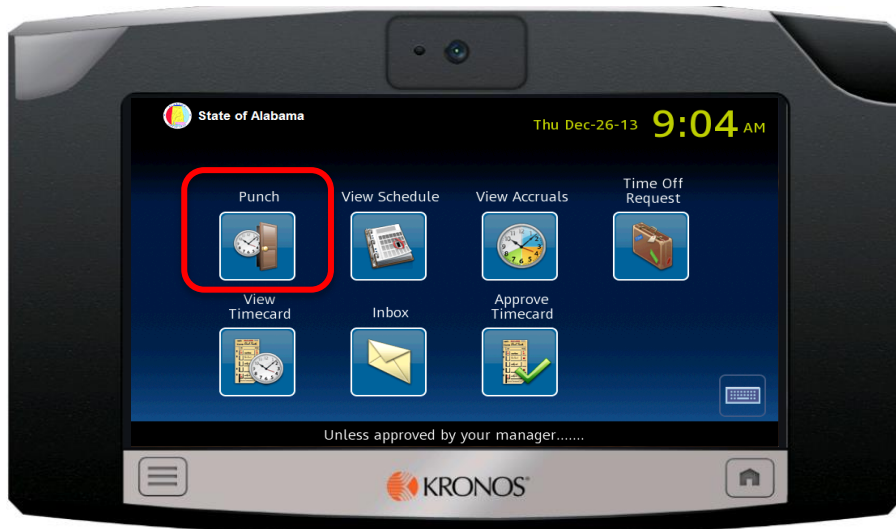 State of Alabama
Thu Dec-26-13 9:04 AM
Punch
View Schedule
View Accruals
Time Off
Request
View
Timecard
Inbox
Approve
Timecard
Unless approved by your manager.......
KRONOS